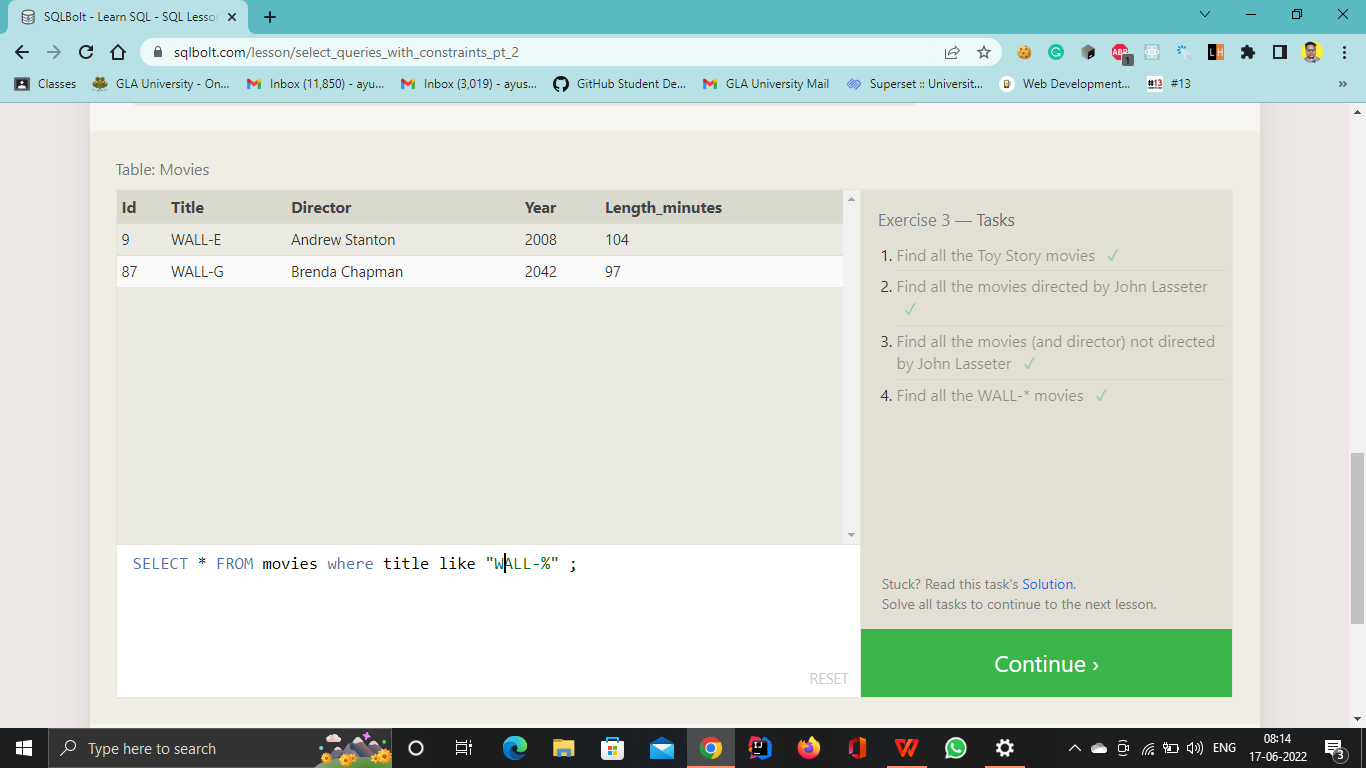 SQLBolt - Learn SQL - SQL Lesso
sqlbolt.com/lesson/select_queries_with_constraints_pt_2
ABP
1
LH
Classes
GLA University - On...
Inbox (11,850) - ayu...
Inbox (3,019) - ayus...
GitHub Student De...
GLA University Mail
Superset :: Universit...
Web Development...
#13
#13
»
Table: Movies
Id Title Director Year Length_minutes
9 WALL-E Andrew Stanton 2008 104
87 WALL-G Brenda Chapman 2042 97
SELECT * FROM movies where title like "WALL-%" ;
RESET
Exercise 3 — Tasks
1. Find all the Toy Story movies ✓
2. Find all the movies directed by John Lasseter
✓
3. Find all the movies (and director) not directed
by John Lasseter ✓
4. Find all the WALL-* movies ✓
Stuck? Read this task's Solution.
Solve all tasks to continue to the next lesson.
Continue ›
Type here to search
ENG
08:14
17-06-2022
3